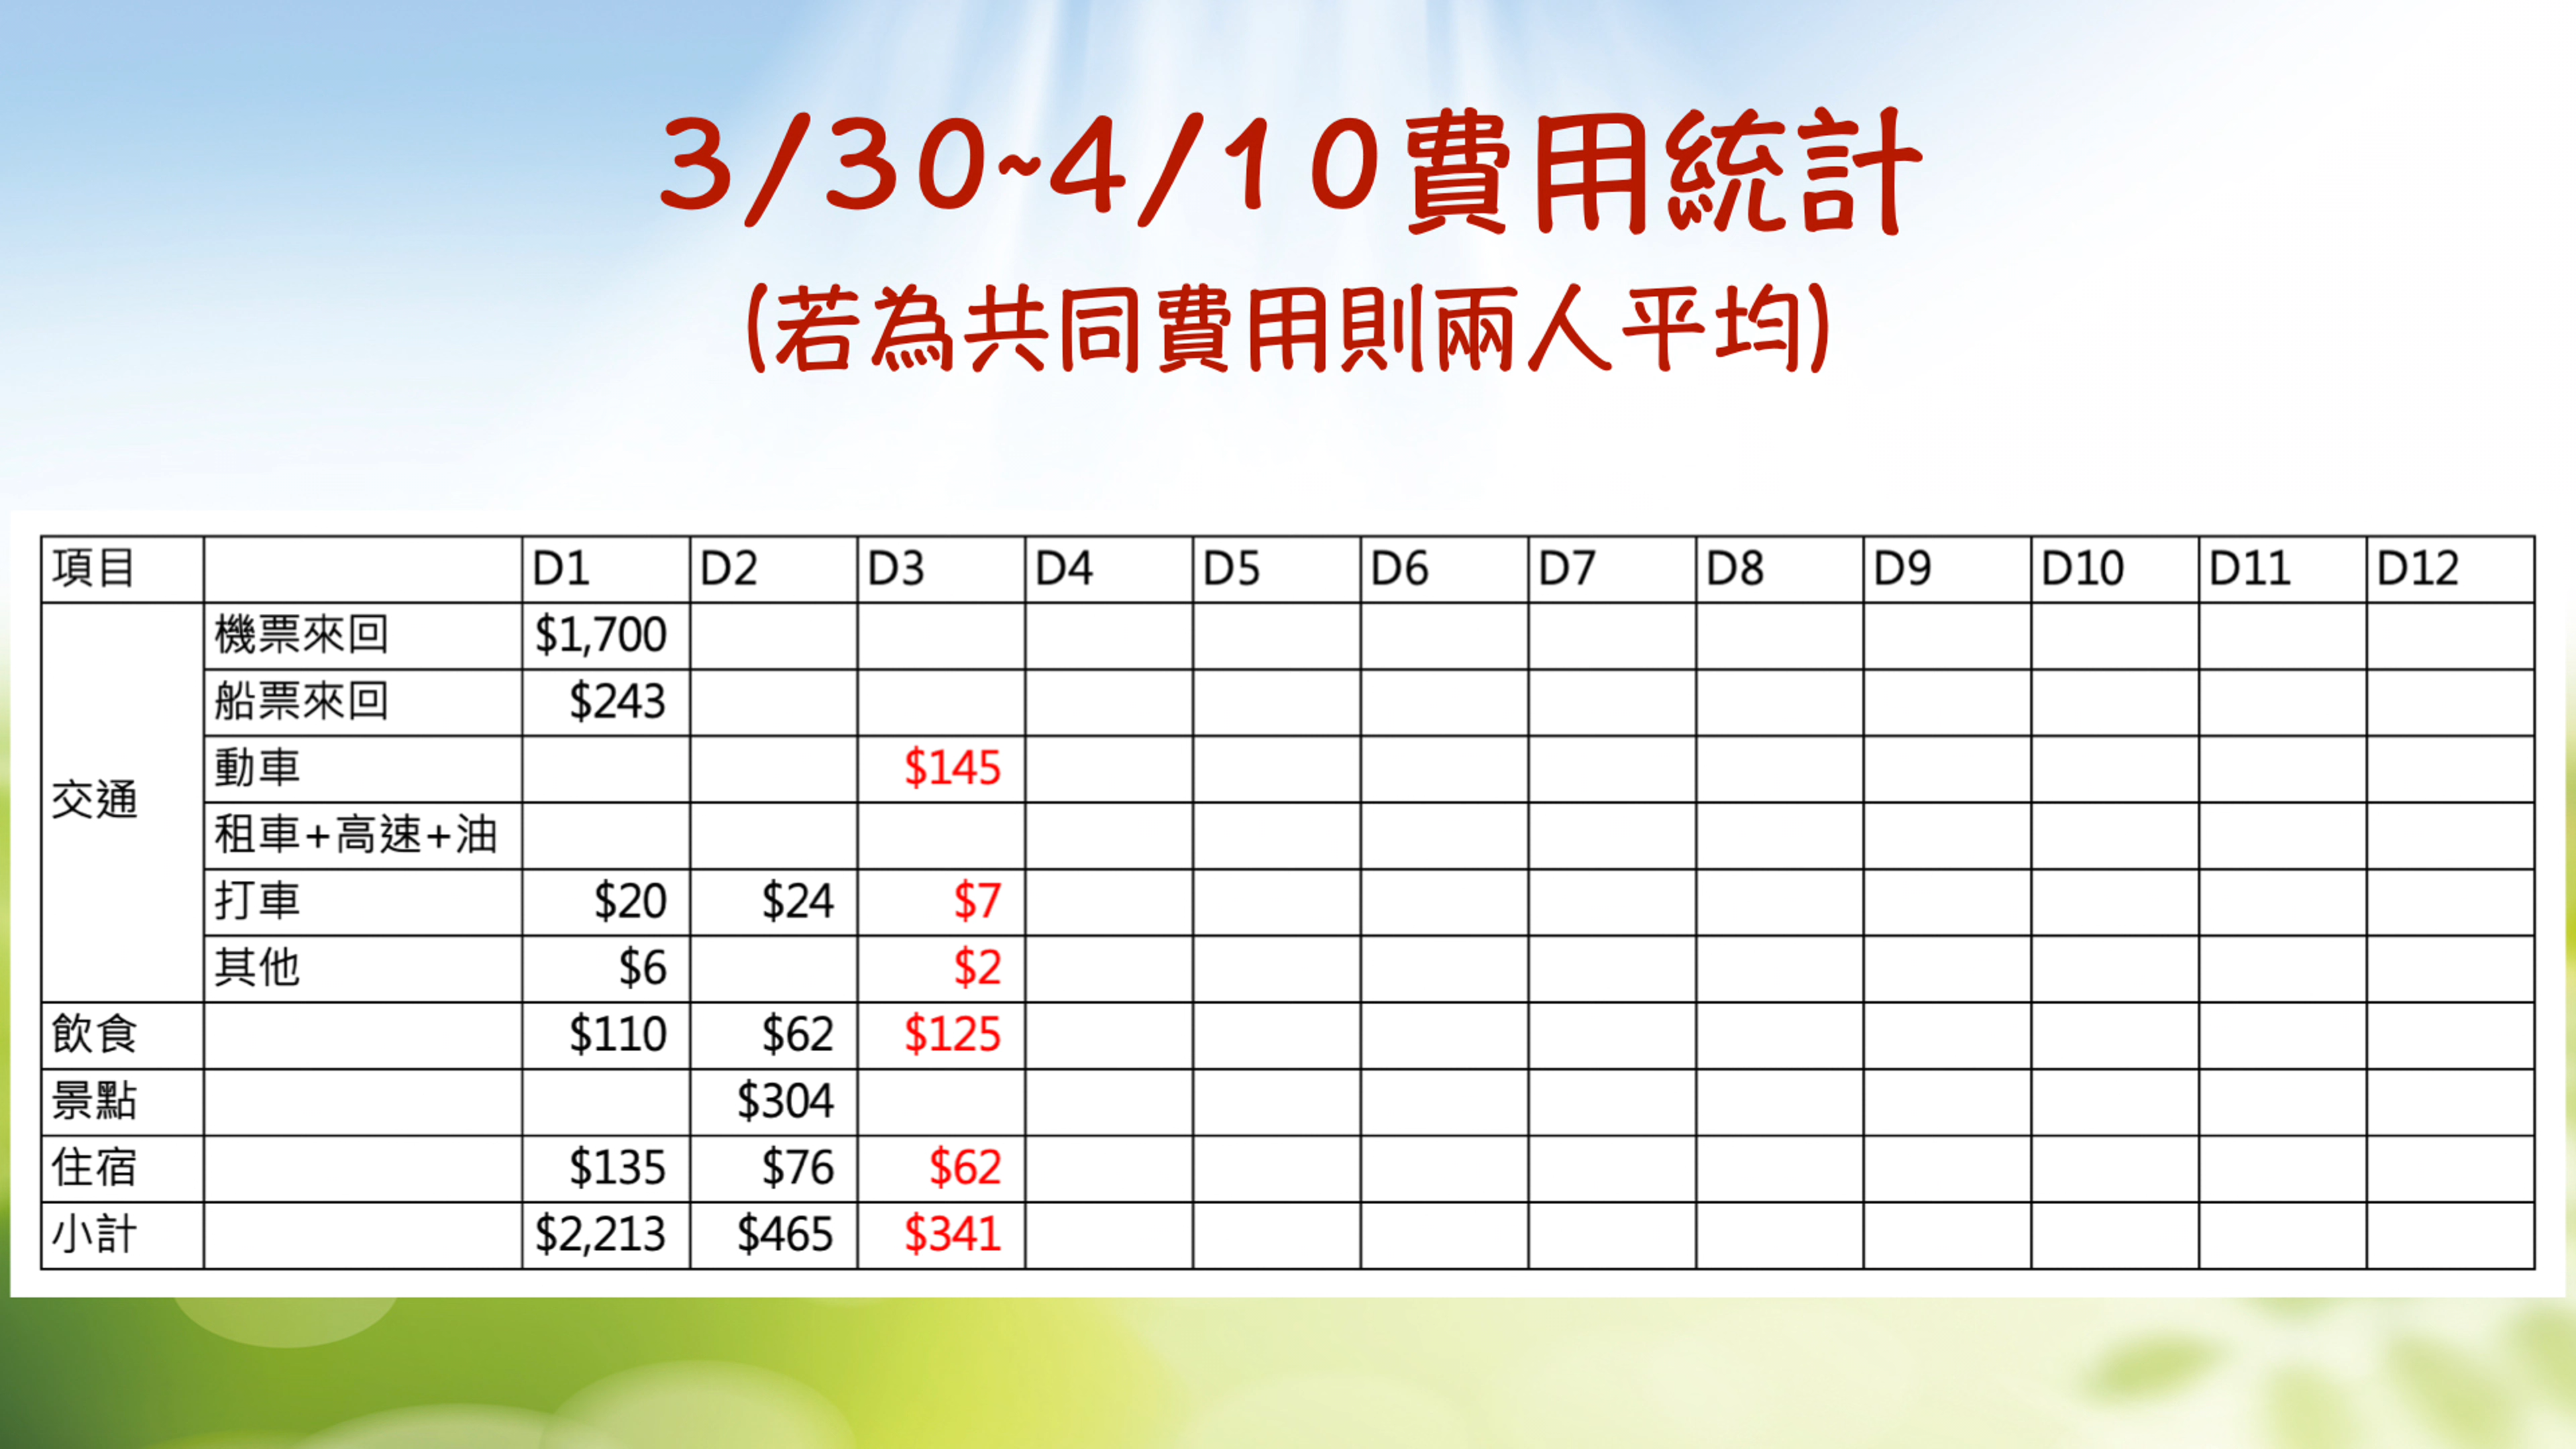 3/30~4/10費用統計
(若為共同費用則兩人平均)
項目 D1 D2 D3 D4 D5 D6 D7 D8 D9 D10 D11 D12
交通
機票來回 $1,700
船票來回 $243
動車 $145
租車+高速+油
打車 $20 $24 $7
其他 $6 $2
飲食 $110 $62 $125
景點 $304
住宿 $135 $76 $62
小計 $2,213 $465 $341